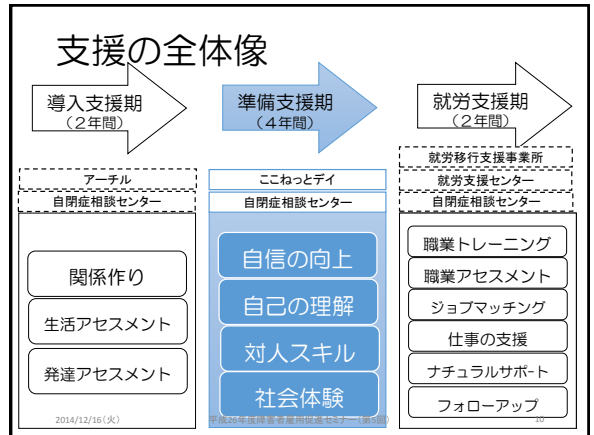 支援の全体像
導入支援期
（２年間）
準備支援期
（４年間）
就労支援期
（２年間）
アーチル
自閉症相談センター
関係作り
生活アセスメント
発達アセスメント
ここねっとデイ
自閉症相談センター
自信の向上
自己の理解
対人スキル
社会体験
就労移行支援事業所
就労支援センター
自閉症相談センター
職業トレーニング
職業アセスメント
ジョブマッチング
仕事の支援
ナチュラルサポート
フォローアップ
2014/12/16(火)
平成26年度障害者雇用促進セミナー（第5回）
10